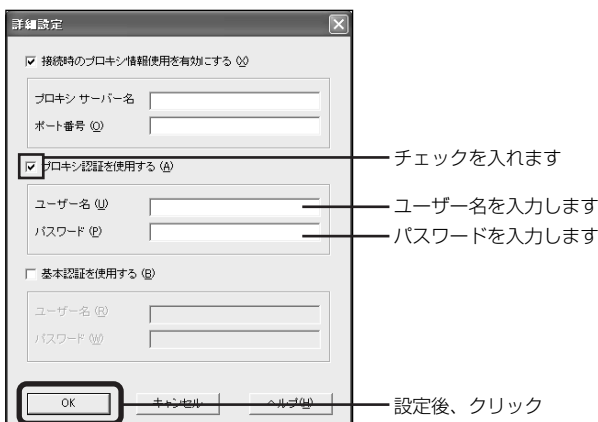 詳細設定
接続時のプロキシ情報使用を有効にする (X)
プロキシ サーバー名
ポート番号 (O)
プロキシ認証を使用する (A)
チェックを入れます
ユーザー名 (U)
ユーザー名を入力します
パスワード (P)
パスワードを入力します
基本認証を使用する (B)
ユーザー名 (R)
パスワード (W)
OK
キャンセル
ヘルプ(H)
設定後、クリック